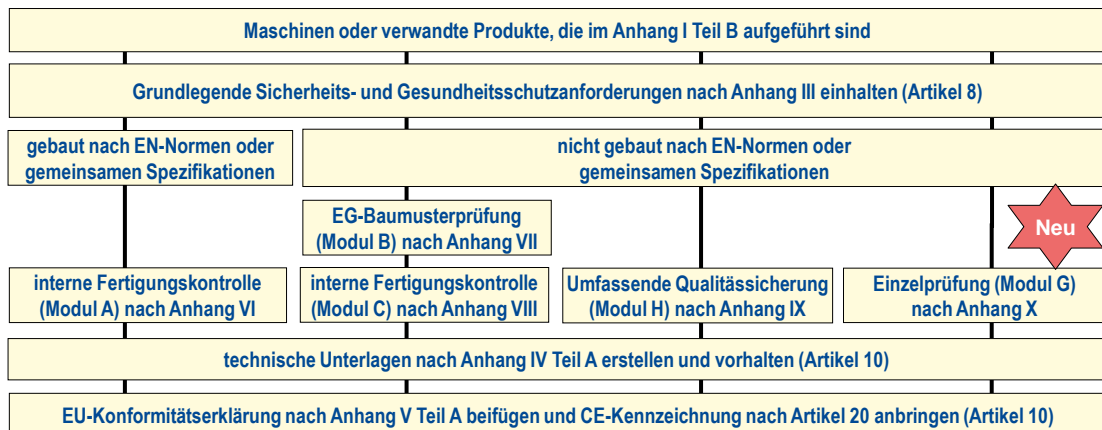 Maschinen oder verwandte Produkte, die im Anhang I Teil B aufgeführt sind
Grundlegende Sicherheits- und Gesundheitsschutzanforderungen nach Anhang III einhalten (Artikel 8)
gebaut nach EN-Normen oder
gemeinsamen Spezifikationen
nicht gebaut nach EN-Normen oder
gemeinsamen Spezifikationen
EG-Baumusterprüfung
(Modul B) nach Anhang VII
Neu
interne Fertigungskontrolle
(Modul A) nach Anhang VI
interne Fertigungskontrolle
(Modul C) nach Anhang VIII
Umfassende Qualitässicherung
(Modul H) nach Anhang IX
Einzelprüfung (Modul G)
nach Anhang X
technische Unterlagen nach Anhang IV Teil A erstellen und vorhalten (Artikel 10)
EU-Konformitätserklärung nach Anhang V Teil A beifügen und CE-Kennzeichnung nach Artikel 20 anbringen (Artikel 10)